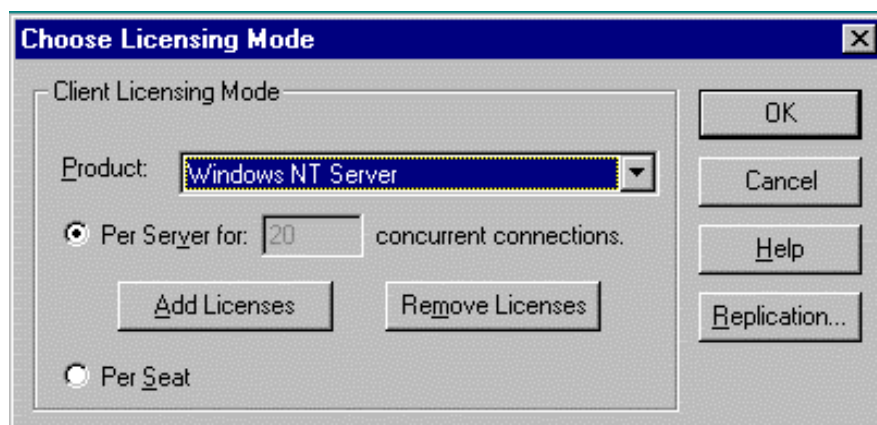 Choose Licensing Mode
Client Licensing Mode
OK
Product: Windows NT Server
Cancel
Per Server for: 20 concurrent connections.
Help
Add Licenses Remove Licenses
Replication...
Per Seat